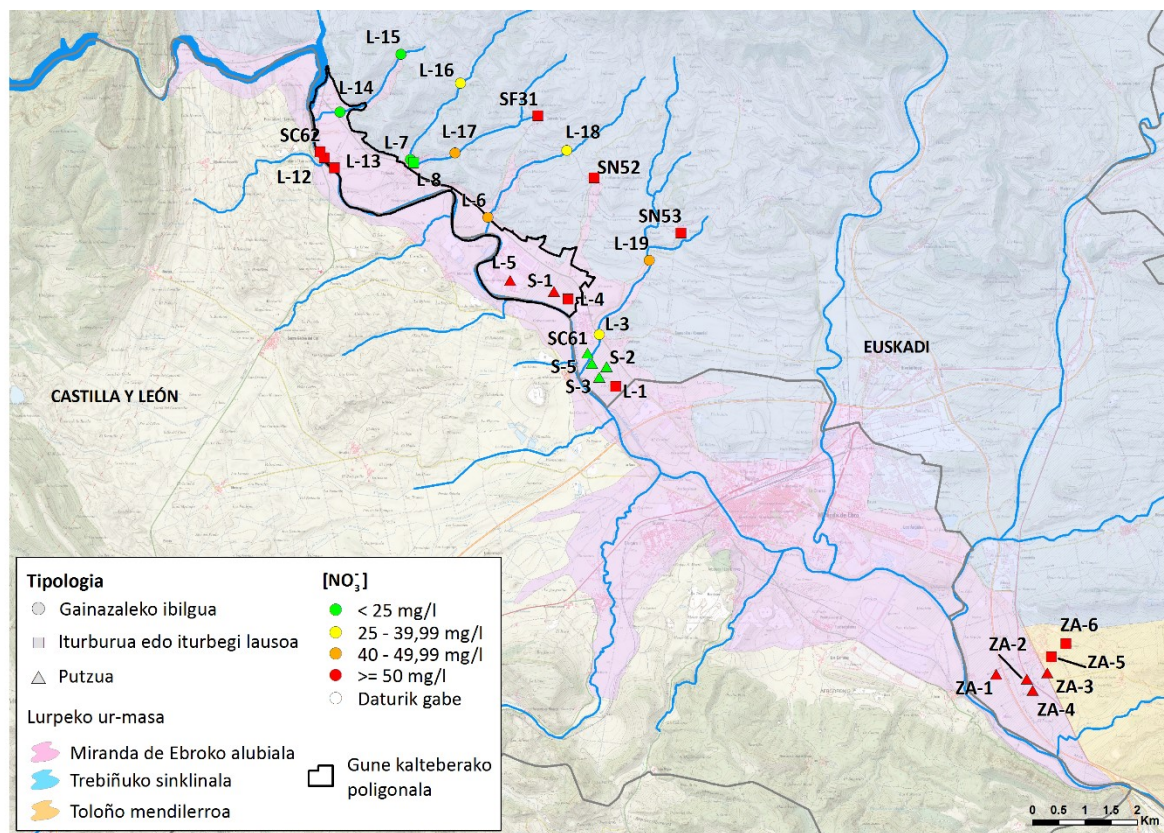 L-15
L-14
L-16
SF31
SC62
L-7
L-17
L-18
L-13
L-12
L-8
SN52
L-6
SN53
L-19
L-5
S-1
L-4
L-3
SC61
S-2
S-5
S-3
L-1
EUSKADI
CASTILLA Y LEÓN
Miranda de Ebro
ZA-6
ZA-2
ZA-5
ZA-1
ZA-3
ZA-4
Tipologia
Gainazaleko ibilgua
Iturburua edo iturbegi lausoa
Putzua
[NO₃⁻]
< 25 mg/l
25 - 39,99 mg/l
40 - 49,99 mg/l
>= 50 mg/l
Daturik gabe
Lurpeko ur-masa
Miranda de Ebroko alubiala
Trebiñuko sinklinala
Toloño mendilerroa
Gune kalteberako
poligonala
0 0.5 1 1.5 2
Km